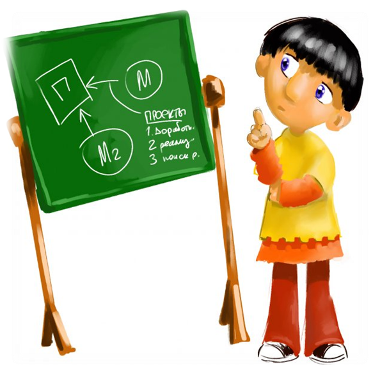 П
М
М2
Проекты
1. Доработ.
2 реализ-
3 поиск р.